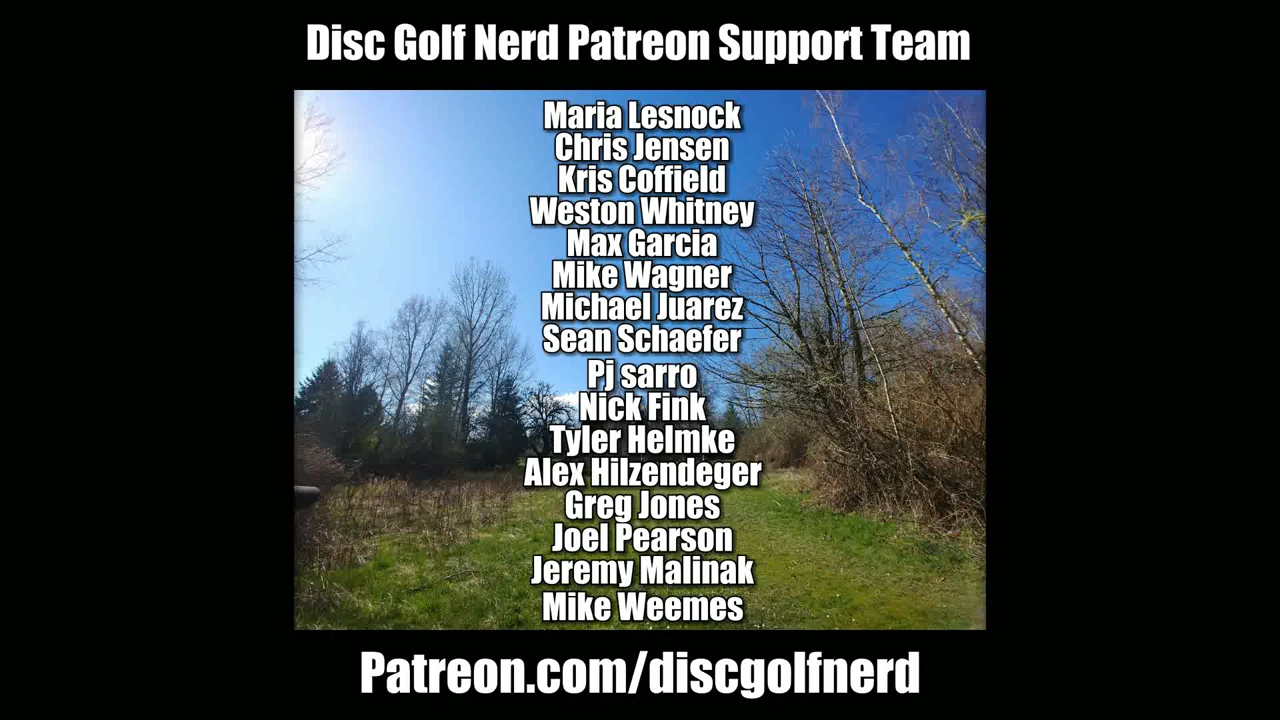 Disc Golf Nerd Patreon Support Team
Maria Lesnock
Chris Jensen
Kris Coffield
Weston Whitney
Max Garcia
Mike Wagner
Michael Juarez
Sean Schaefer
Pj sarro
Nick Fink
Tyler Helmke
Alex Hilzendeger
Greg Jones
Joel Pearson
Jeremy Malinak
Mike Weemes
Patreon.com/discgolfnerd